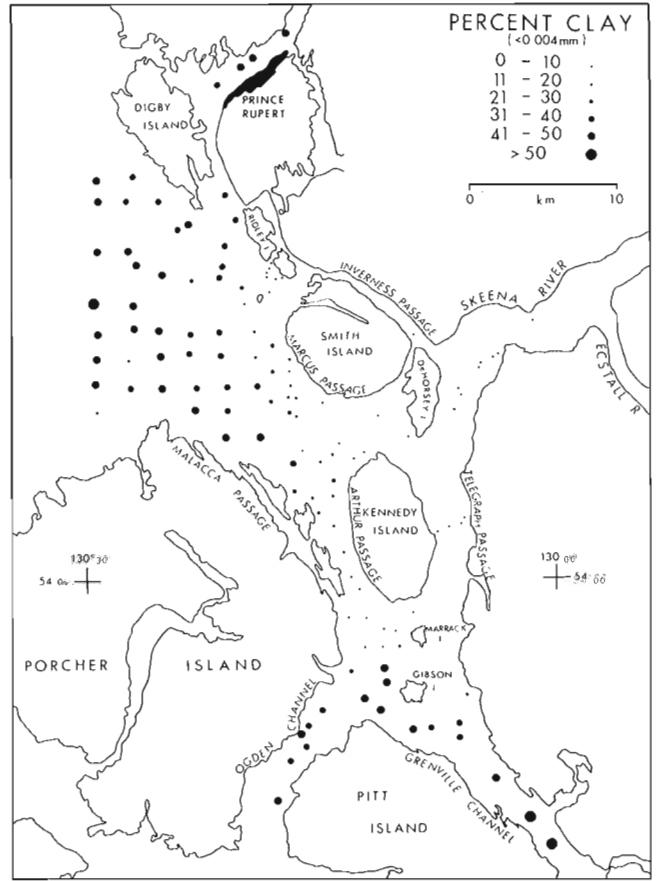 PERCENT CLAY
(<0 004mm)
0 - 10
11 - 20
21 - 30
31 - 40
41 - 50
> 50
0 km 10
DIGBY
ISLAND
PRINCE
RUPERT
RIDLEY I
INVERNESS PASSAGE
SKEENA RIVER
SMITH
ISLAND
MARCUS PASSAGE
DeHORSEY I
ECSTALL R
MALACCA PASSAGE
ARTHUR PASSAGE
KENNEDY
ISLAND
TELEGRAPH PASSAGE
130° 30'
54 00
130 00
54
MARRACK
I
PORCHER ISLAND
GIBSON
I
OGDEN CHANNEL
GRENVILLE CHANNEL
PITT
ISLAND